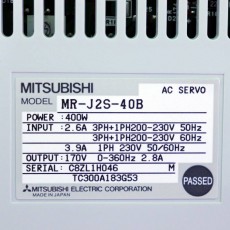 MITSUBISHI
AC SERVO
MODEL MR-J2S-40B
POWER : 400W
INPUT : 2.6A 3PH+1PH200-230V 50Hz
3PH+1PH200-230V 60Hz
3.9A 1PH 230V 50/60Hz
OUTPUT : 170V 0-360Hz 2.8A
SERIAL : C8ZL1H046 M
TC300A183G53
PASSED
MITSUBISHI ELECTRIC CORPORATION
MADE IN JAPAN